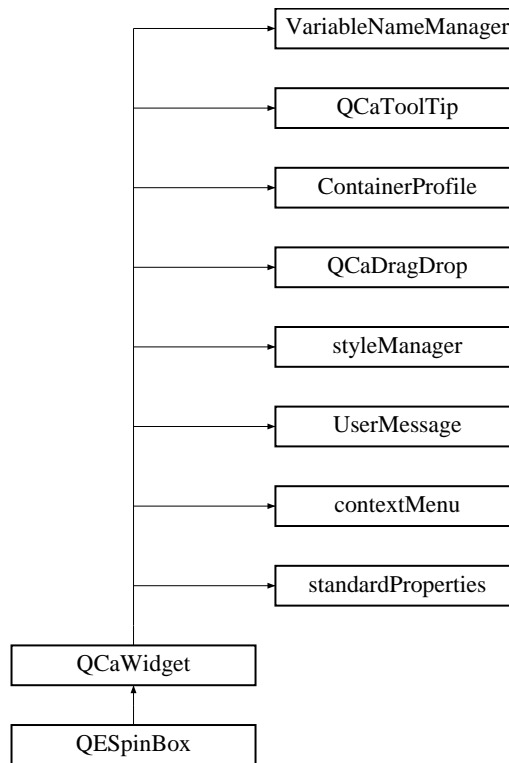 VariableNameManager
QCaToolTip
ContainerProfile
QCaDragDrop
styleManager
UserMessage
contextMenu
standardProperties
QCaWidget
QESpinBox